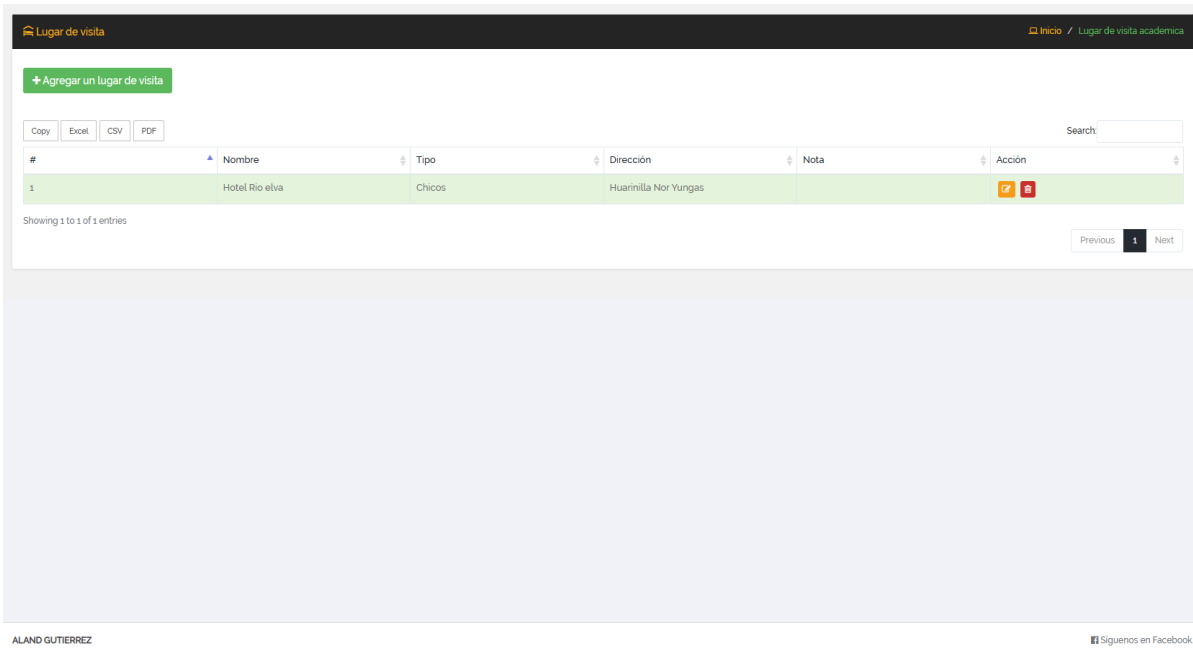 Lugar de visita
Inicio / Lugar de visita academica
Agregar un lugar de visita
Copy Excel CSV PDF Search:
# Nombre Tipo Dirección Nota Acción
1 Hotel Rio elva Chicos Huarinilla Nor Yungas
Showing 1 to 1 of 1 entries
Previous 1 Next
ALAND GUTIERREZ Síguenos en Facebook